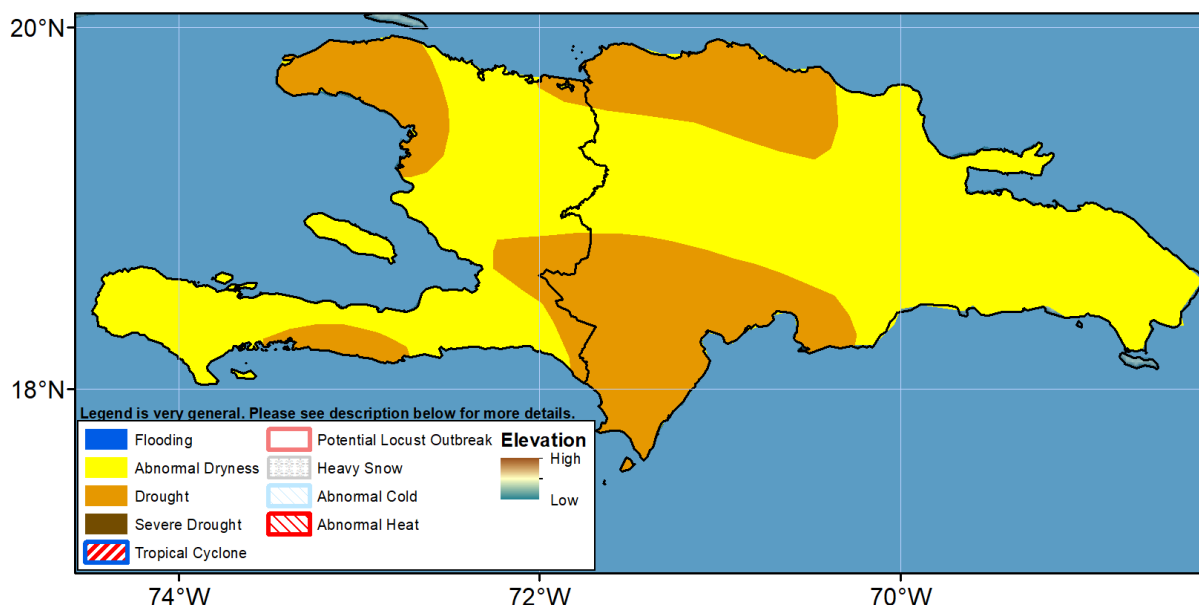 20°N
18°N
Legend is very general. Please see description below for more details.
Flooding
Abnormal Dryness
Drought
Severe Drought
Tropical Cyclone
Potential Locust Outbreak
Heavy Snow
Abnormal Cold
Abnormal Heat
Elevation
High
Low
74°W
72°W
70°W